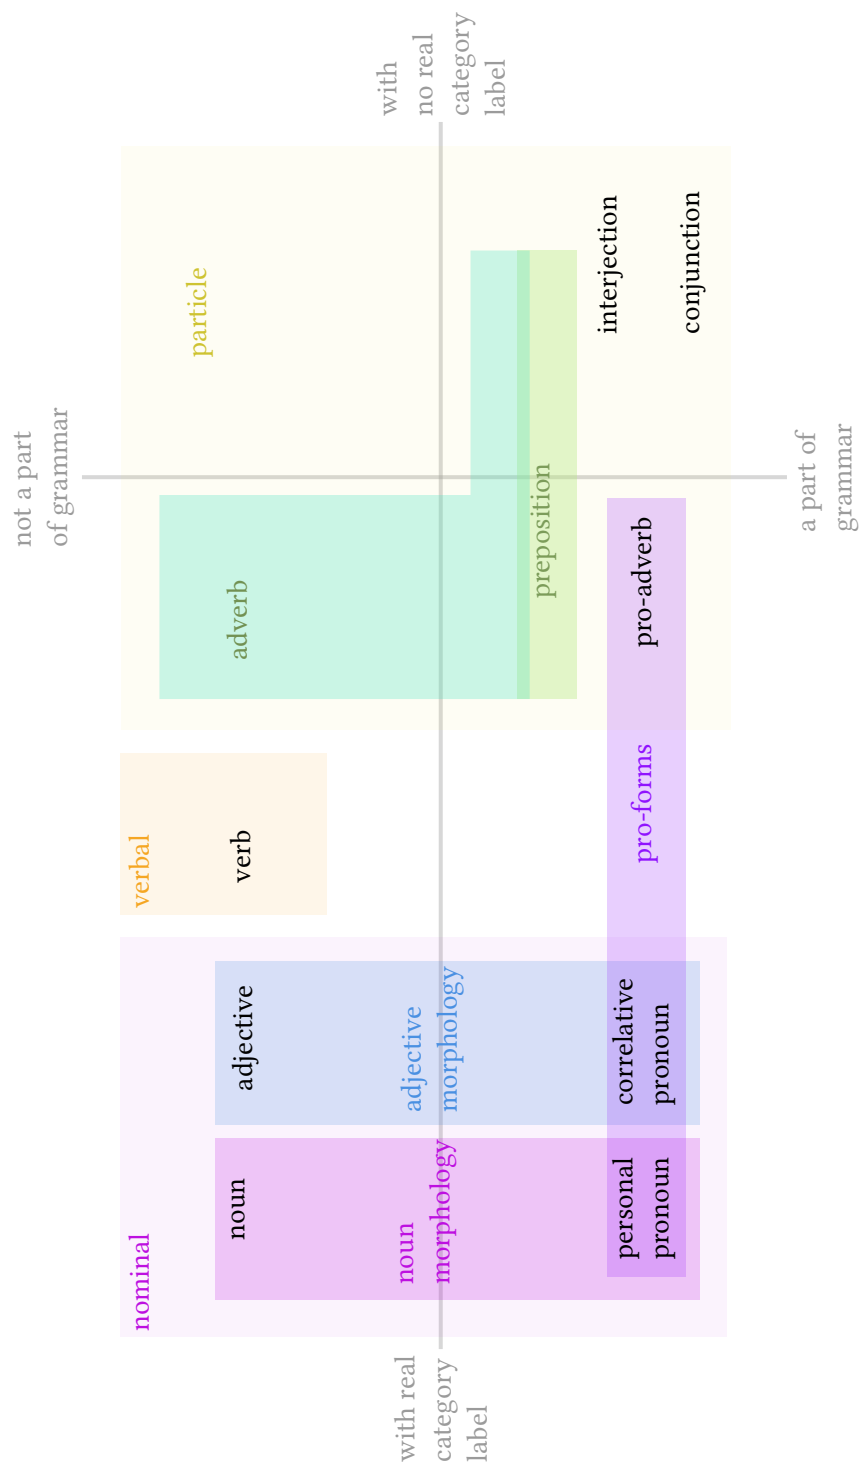 not a part
of grammar
with real
category
label
with
no real
category
label
nominal
verbal
particle
noun
adjective
verb
adverb
noun
morphology
adjective
morphology
preposition
interjection
conjunction
personal
pronoun
correlative
pronoun
pro-forms
pro-adverb
a part of
grammar